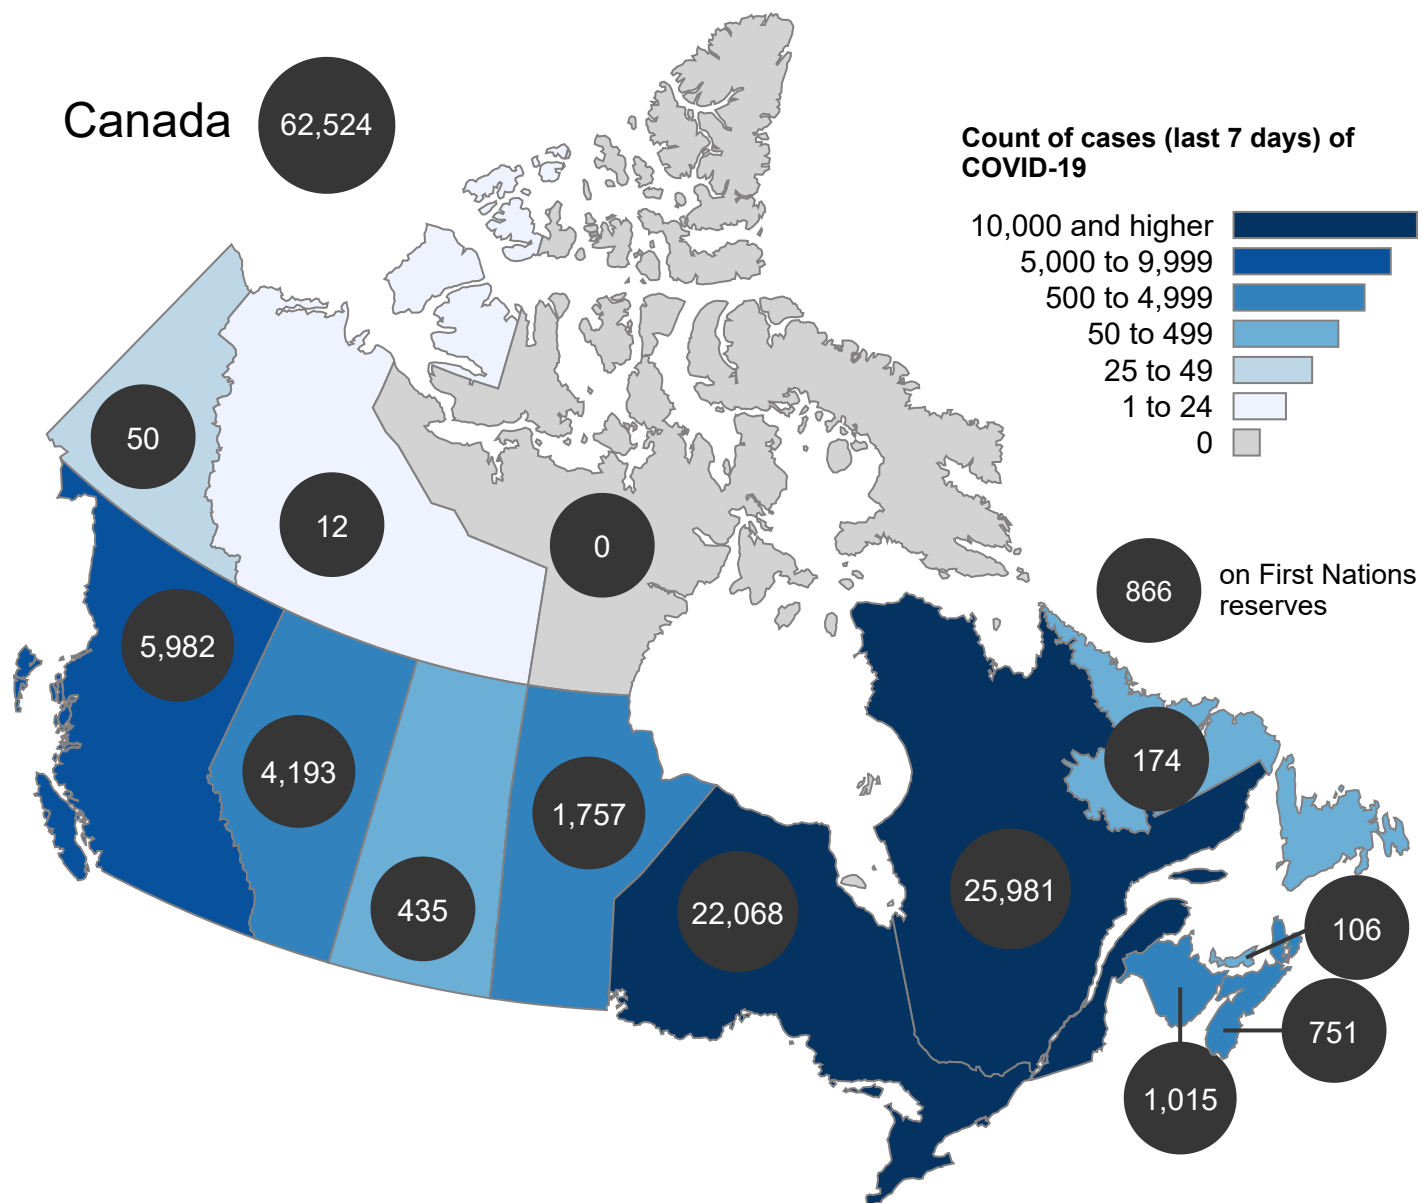 Canada
62,524
Count of cases (last 7 days) of
COVID-19
10,000 and higher
5,000 to 9,999
500 to 4,999
50 to 499
25 to 49
1 to 24
0
50
12
0
866
on First Nations
reserves
5,982
4,193
435
1,757
22,068
25,981
174
106
751
1,015